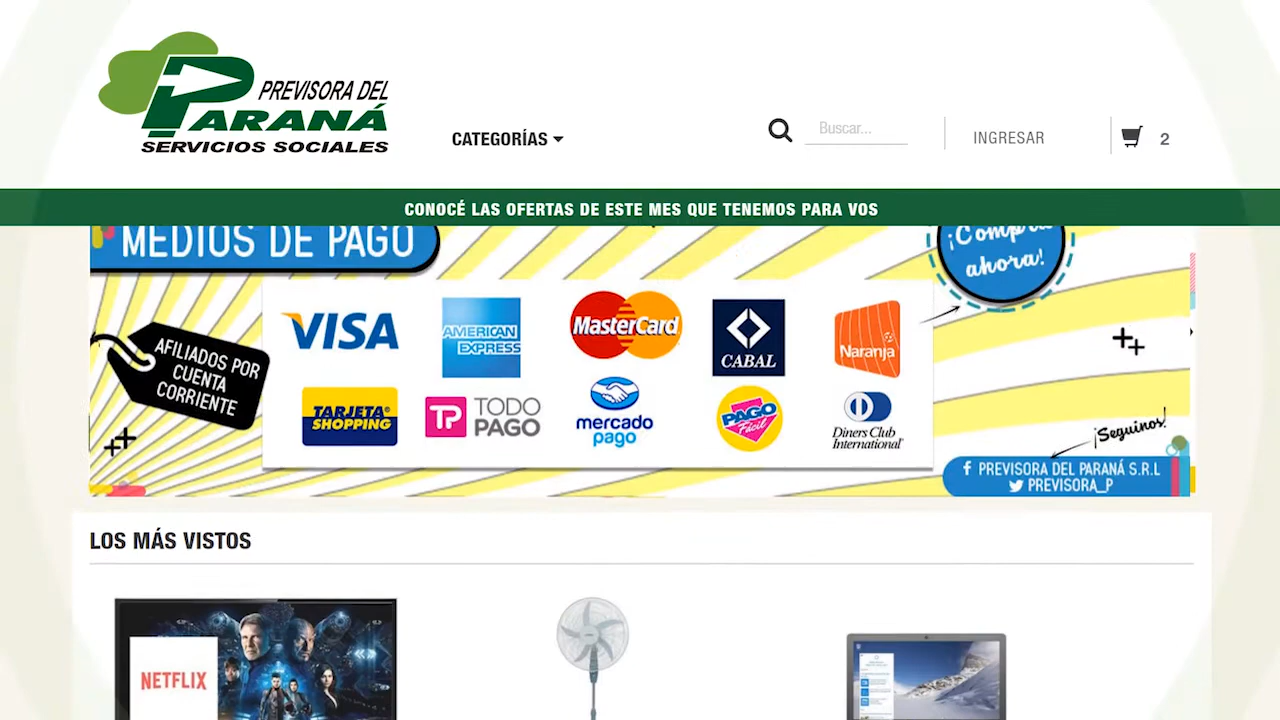 PREVISORA DEL
PARANÁ
SERVICIOS SOCIALES
CATEGORÍAS
Buscar...
INGRESAR
2
CONOCÉ LAS OFERTAS DE ESTE MES QUE TENEMOS PARA VOS
MEDIOS DE PAGO
ahora!
AFILIADOS POR
CUENTA
CORRIENTE
VISA
AMERICAN
EXPRESS
MasterCard
CABAL
Naranja
TARJETA
SHOPPING
TP TODO
PAGO
mercado
pago
PAGO
Fácil
Diners Club
International
¡Seguinos!
PREVISORA DEL PARANÁ S.R.L
PREVISORA_P
LOS MÁS VISTOS
NETFLIX